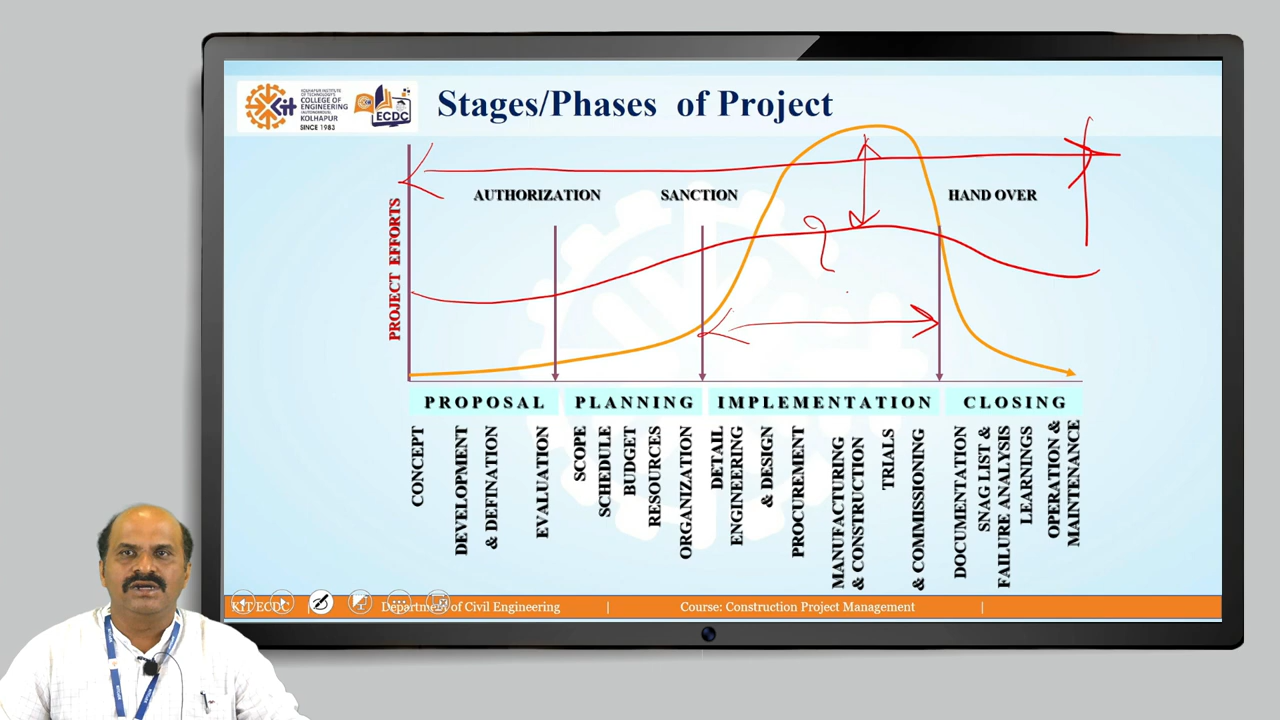 KOLHAPUR INSTITUTE
OF TECHNOLOGY'S
COLLEGE OF
ENGINEERING
(AUTONOMOUS)
KOLHAPUR
SINCE 1983
ECDC
Stages/Phases of Project
AUTHORIZATION
SANCTION
HAND OVER
PROJECT EFFORTS
PROPOSAL
PLANNING
IMPLEMENTATION
CLOSING
CONCEPT
DEVELOPMENT
& DEFINATION
EVALUATION
SCOPE
SCHEDULE
BUDGET
RESOURCES
ORGANIZATION
DETAIL
ENGINEERING
& DESIGN
PROCUREMENT
MANUFACTURING
& CONSTRUCTION
TRIALS
& COMMISSIONING
DOCUMENTATION
SNAG LIST &
FAILURE ANALYSIS
LEARNINGS
OPERATION &
MAINTENANCE
KIT ECDC | Department of Civil Engineering | Course: Construction Project Management |